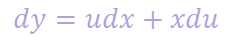 dy = udx + xdu